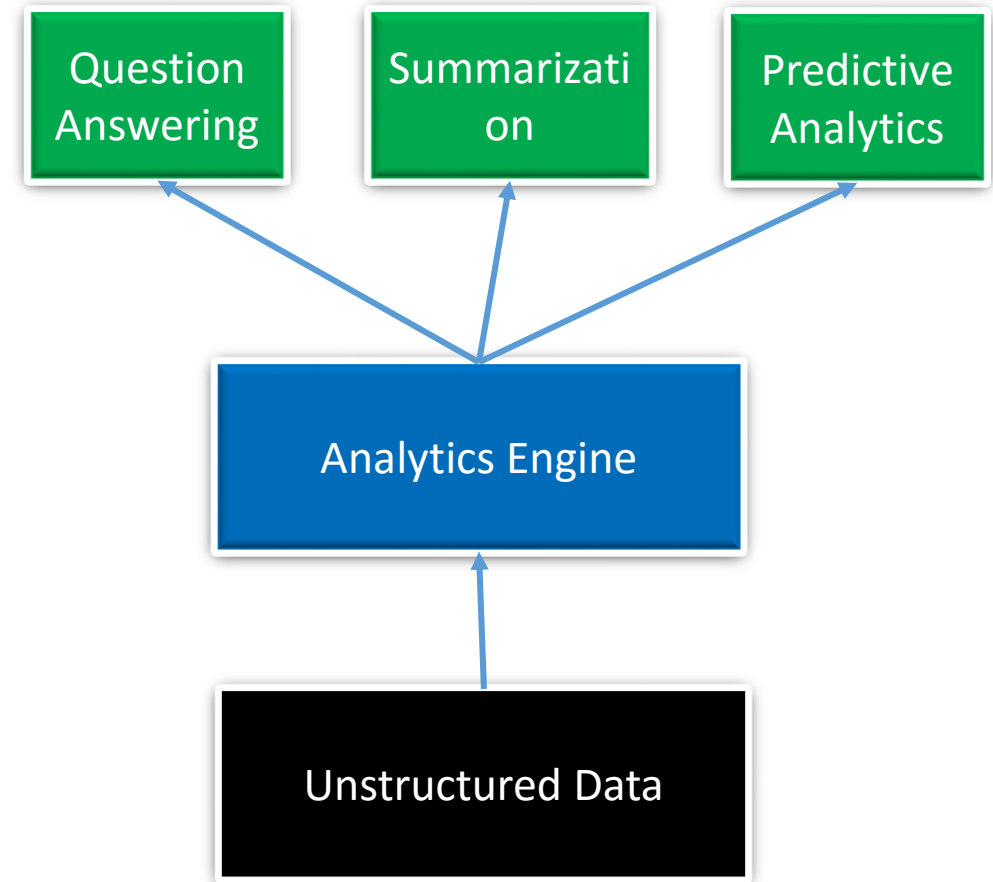 Question
Answering
Summarizati
on
Predictive
Analytics
Analytics Engine
Unstructured Data